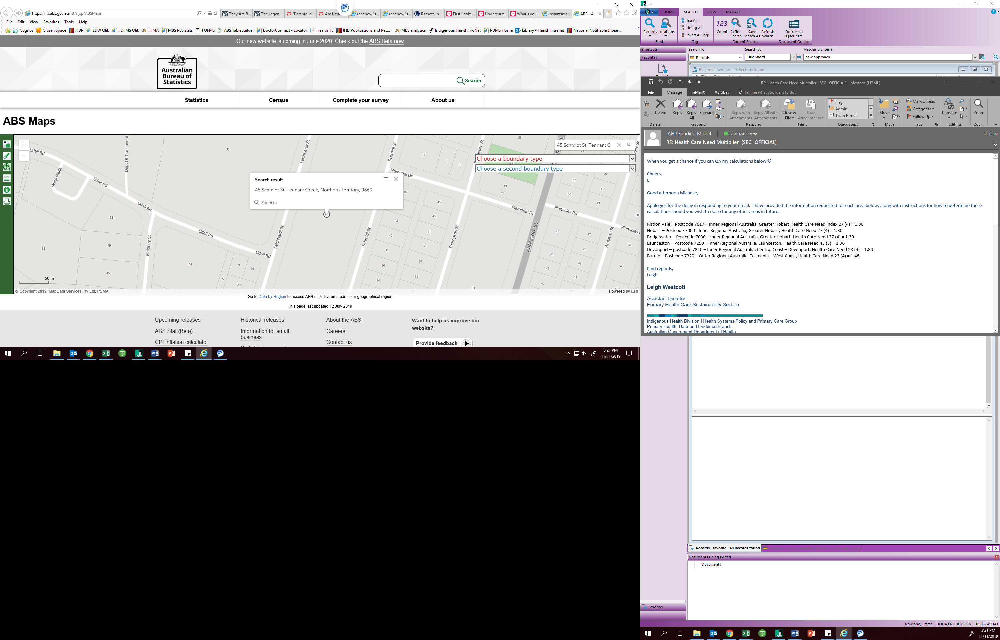 https://itt.abs.gov.au/itt/r.jsp?ABSMaps
They Are R...
The Legen...
'Parental al...
Are flexi
readnow.is...
readnow.is...
Remote In...
First Look: ...
Undercurre...
What's yo...
InstantAtla...
ABS - A...
File Edit View Favorites Tools Help
Cognos Citizen Space HDP EDW Qlik FOFMS Qlik HIMA MBS PBS stats FOFMS ABS TableBuilder DoctorConnect - Locator Health TV IHD Publications and Res... MBS analytics Indigenous HealthInfoNet PDMS Home Library - Health Intranet National Notifiable Diseas...
Our new website is coming in June 2020. Check out the ABS Beta now
Australian
Bureau of
Statistics
Search
Statistics Census Complete your survey About us
ABS Maps
45 Schmidt St, Tennant C
Choose a boundary type
Choose a second boundary type
Search result
45 Schmidt St, Tennant Creek, Northern Territory, 0860
Zoom to
Udall Rd
Munji Marla
Dept Of Transport Ac
Udall Rd
Udall Rd
Udall Rd
Udall Rd
Maloney St
Leichhardt St
Leichhardt St
Schmidt St
Schmidt St
Memorial Dr
Memorial Dr
Thompson St
Paterson St
Pinnacles Rd
Pinnacles
Ambrose St
60 m
© Copyright 2019, MapData Services Pty Ltd, PSMA
Powered by Esri
Go to Data by Region to access ABS statistics on a particular geographical region
This page last updated 12 July 2019
Upcoming releases
ABS.Stat (Beta)
CPI inflation calculator
Historical releases
Information for small
business
About the ABS
Careers
Contact us
Want to help us improve our
website?
Provide feedback
3:21 PM
11/11/2019
HOME SEARCH VIEW MANAGE
Records Locations
Find
Tag All
Untag All
Invert All Tags
Tag
123
Count
Refine
Search
Save
Search As
Refresh
Search
Current Search
Document
Queues
Document Queues
Shortcuts
Favorites
Search for
Records
Search by
Title Word
Matching criteria
new approach
Records - favorite - 48 Records found
RE: Health Care Need Multiplier [SEC=OFFICIAL] - Message (HTML)
File Message inMailX Acrobat Tell me what you want to do...
Delete
Delete
Reply
Reply
All
Forward
Respond
Reply with
Attachments
Reply All with
Attachments
Respond
Close &
File
Save
Attachments
Filing
Flag
Admin
Team E-mail
Quick Steps
Move
Move
Mark Unread
Categorize
Follow Up
Tags
Translate
Editing
Zoom
Zoom
IAHP Funding Model ROWLAND, Emma
2:50 PM
RE: Health Care Need Multiplier [SEC=OFFICIAL]
When you get a chance if you can QA my calculations below ☺
Cheers,
L
Good afternoon Michelle,
Apologies for the delay in responding to your email. I have provided the information requested for each area below, along with instructions for how to determine these
calculations should you wish to do so for any other areas in future.
Risdon Vale – Postcode 7017 – Inner Regional Australia, Greater Hobart Health Care Need index 27 (4) = 1.30
Hobart – Postcode 7000 - Inner Regional Australia, Greater Hobart, Health Care Need 27 (4) = 1.30
Bridgewater – Postcode 7030 – Inner Regional Australia, Greater Hobart, Health Care Need 27 (4) = 1.30
Launceston – Postcode 7250 – Inner Regional Australia, Launceston, Health Care Need 43 (3) = 1.96
Devonport – postcode 7310 – Inner Regional Australia, Central Coast – Devonport, Health Care Need 28 (4) = 1.30
Burnie – Postcode 7320 – Outer Regional Australia, Tasmania – West Coast, Health Care Need 23 (4) = 1.48
Kind regards,
Leigh
Leigh Westcott
Assistant Director
Primary Health Care Sustainability Section
Indigenous Health Division | Health Systems Policy and Primary Care Group
Primary Health, Data and Evidence Branch
Australian Government Department of Health
Records - favorite - 48 Records found
Documents Being Edited
Documents
Favorites
Rowland, Emma DOHA PRODUCTION 10.50.249.141
3:21 PM
11/11/2019